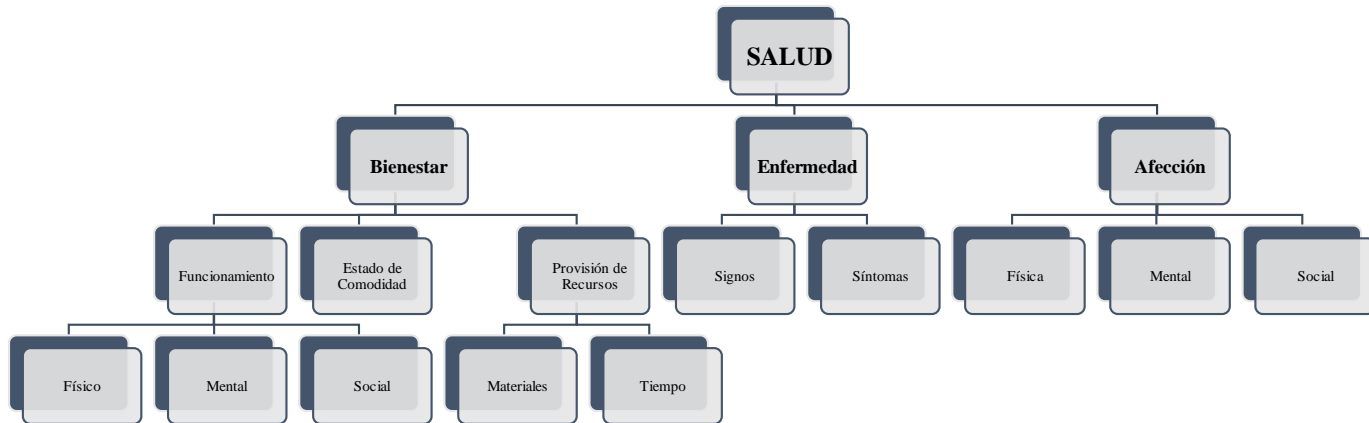 SALUD
Bienestar
Enfermedad
Afección
Funcionamiento
Estado de
Comodidad
Provisión de
Recursos
Signos
Síntomas
Física
Mental
Social
Físico
Mental
Social
Materiales
Tiempo